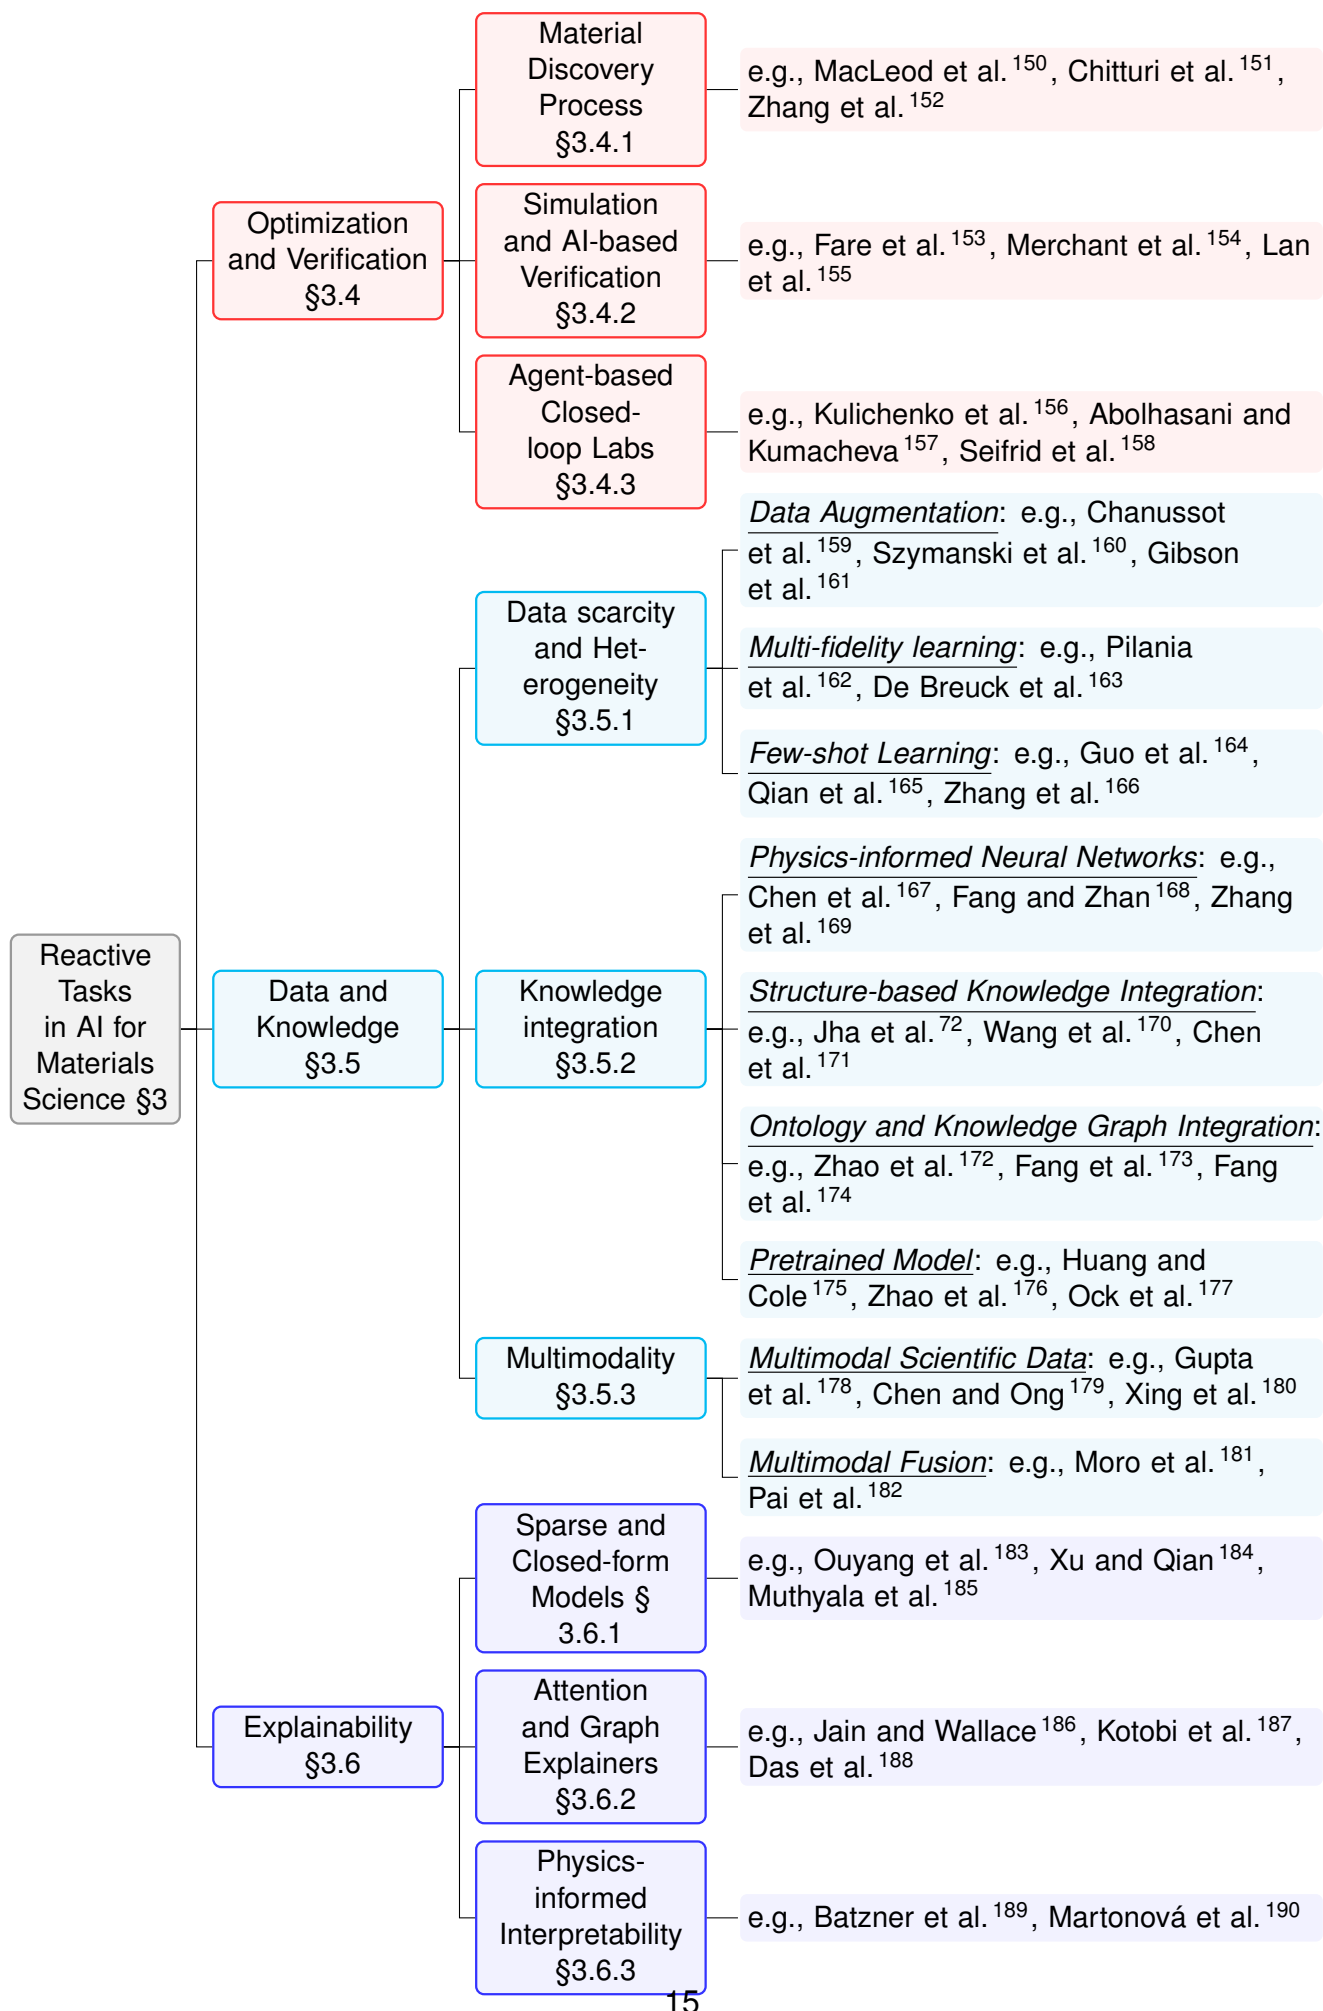 Reactive
Tasks
in AI for
Materials
Science §3
Optimization
and Verification
§3.4
Material
Discovery
Process
§3.4.1
e.g., MacLeod et al.150, Chitturi et al.151,
Zhang et al.152
Simulation
and AI-based
Verification
§3.4.2
e.g., Fare et al.153, Merchant et al.154, Lan
et al.155
Agent-based
Closed-
loop Labs
§3.4.3
e.g., Kulichenko et al.156, Abolhasani and
Kumacheva157, Seifrid et al.158
Data and
Knowledge
§3.5
Data scarcity
and Het-
erogeneity
§3.5.1
Data Augmentation: e.g., Chanussot
et al.159, Szymanski et al.160, Gibson
et al.161
Multi-fidelity learning: e.g., Pilania
et al.162, De Breuck et al.163
Few-shot Learning: e.g., Guo et al.164,
Qian et al.165, Zhang et al.166
Knowledge
integration
§3.5.2
Physics-informed Neural Networks: e.g.,
Chen et al.167, Fang and Zhan168, Zhang
et al.169
Structure-based Knowledge Integration:
e.g., Jha et al.72, Wang et al.170, Chen
et al.171
Ontology and Knowledge Graph Integration:
e.g., Zhao et al.172, Fang et al.173, Fang
et al.174
Pretrained Model: e.g., Huang and
Cole175, Zhao et al.176, Ock et al.177
Multimodality
§3.5.3
Multimodal Scientific Data: e.g., Gupta
et al.178, Chen and Ong179, Xing et al.180
Multimodal Fusion: e.g., Moro et al.181,
Pai et al.182
Explainability
§3.6
Sparse and
Closed-form
Models §
3.6.1
e.g., Ouyang et al.183, Xu and Qian184,
Muthyala et al.185
Attention
and Graph
Explainers
§3.6.2
e.g., Jain and Wallace186, Kotobi et al.187,
Das et al.188
Physics-
informed
Interpretability
§3.6.3
e.g., Batzner et al.189, Martonová et al.190
15